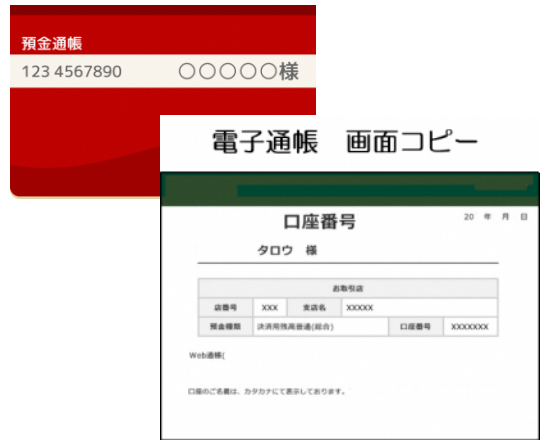 預金通帳
123 4567890 ○○○○○様
電子通帳 画面コピー
口座番号
20 年 月 日
タロウ 様
お取引店
店番号 XXX 支店名 XXXXX
預金種類 決済用残高普通(総合) 口座番号 XXXXXXX
Web通帳(
口座のご名義は、カタカナにて表示しております。